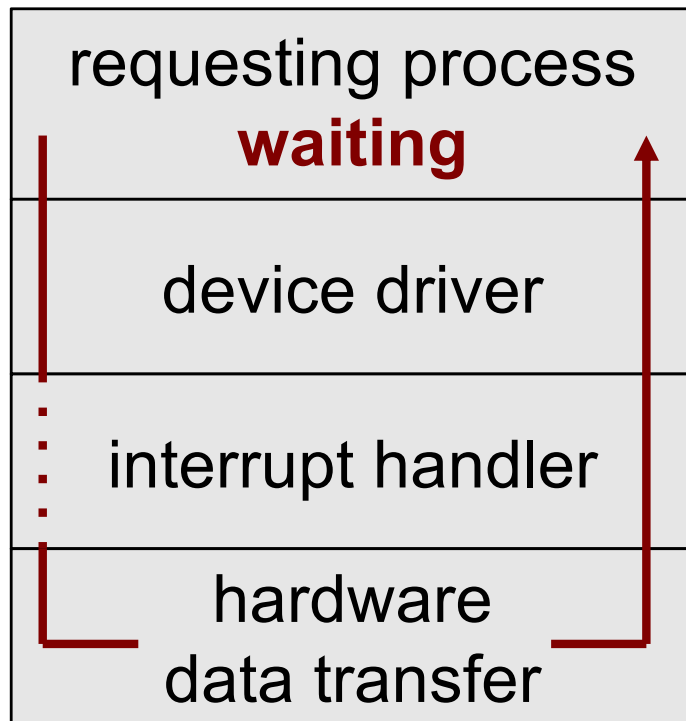 requesting process
waiting
device driver
interrupt handler
hardware
data transfer